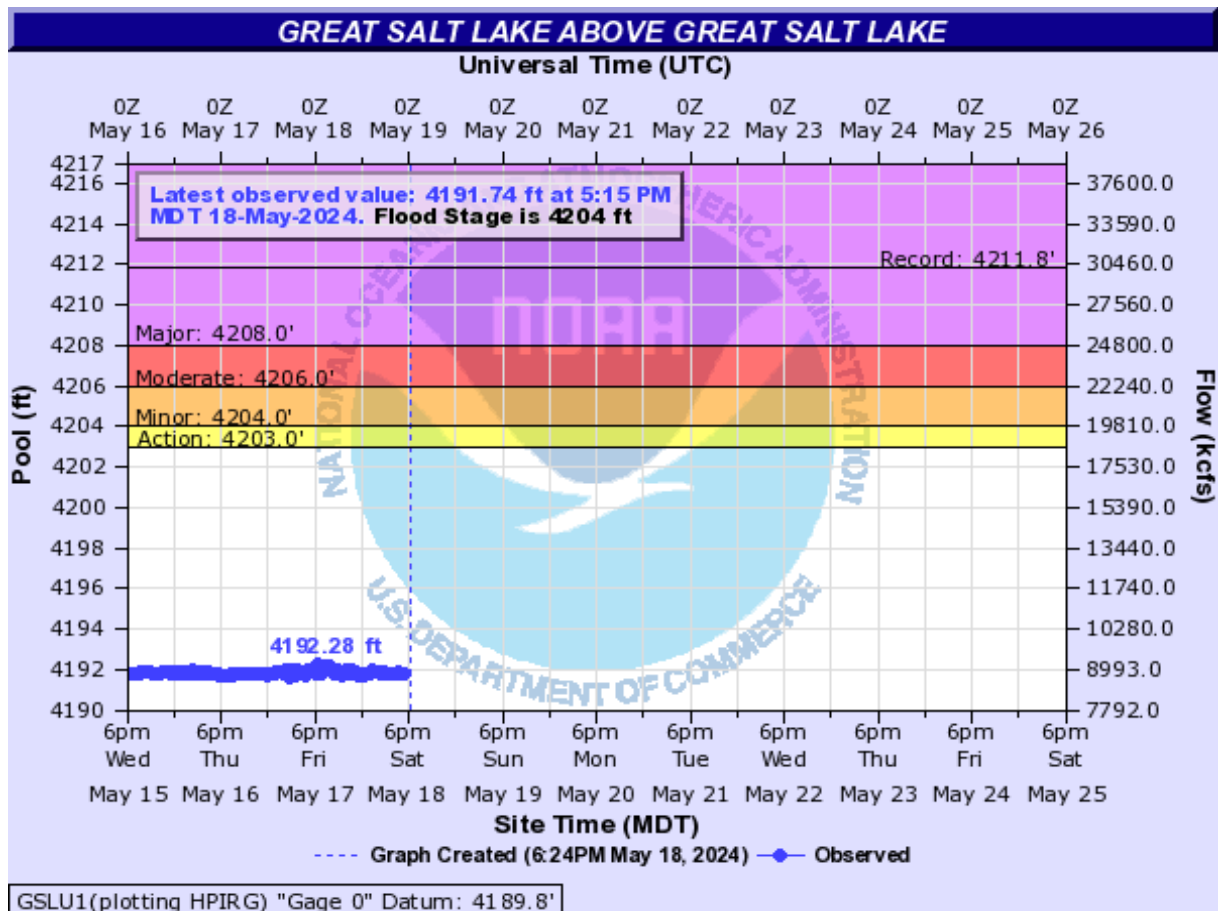 GREAT SALT LAKE ABOVE GREAT SALT LAKE
Universal Time (UTC)
0Z 0Z 0Z 0Z 0Z 0Z 0Z 0Z 0Z 0Z 0Z
May 16 May 17 May 18 May 19 May 20 May 21 May 22 May 23 May 24 May 25 May 26
Latest observed value: 4191.74 ft at 5:15 PM
MDT 18-May-2024. Flood Stage is 4204 ft
4217
4216
4214
4212
4210
4208
4206
4204
4202
4200
4198
4196
4194
4192
4190
Pool (ft)
Record: 4211.8'
Major: 4208.0'
Moderate: 4206.0'
Minor: 4204.0'
Action: 4203.0'
4192.28 ft
NATIONAL OCEANIC AND ATMOSPHERIC ADMINISTRATION
NOAA
U.S. DEPARTMENT OF COMMERCE
37600.0
33590.0
30460.0
27560.0
24800.0
22240.0
19810.0
17530.0
15390.0
13440.0
11740.0
10280.0
8993.0
7792.0
Flow (kcfs)
6pm 6pm 6pm 6pm 6pm 6pm 6pm 6pm 6pm 6pm 6pm
Wed Thu Fri Sat Sun Mon Tue Wed Thu Fri Sat
May 15 May 16 May 17 May 18 May 19 May 20 May 21 May 22 May 23 May 24 May 25
Site Time (MDT)
Graph Created (6:24PM May 18, 2024) Observed
GSLU1(plotting HPIRG) "Gage 0" Datum: 4189.8'